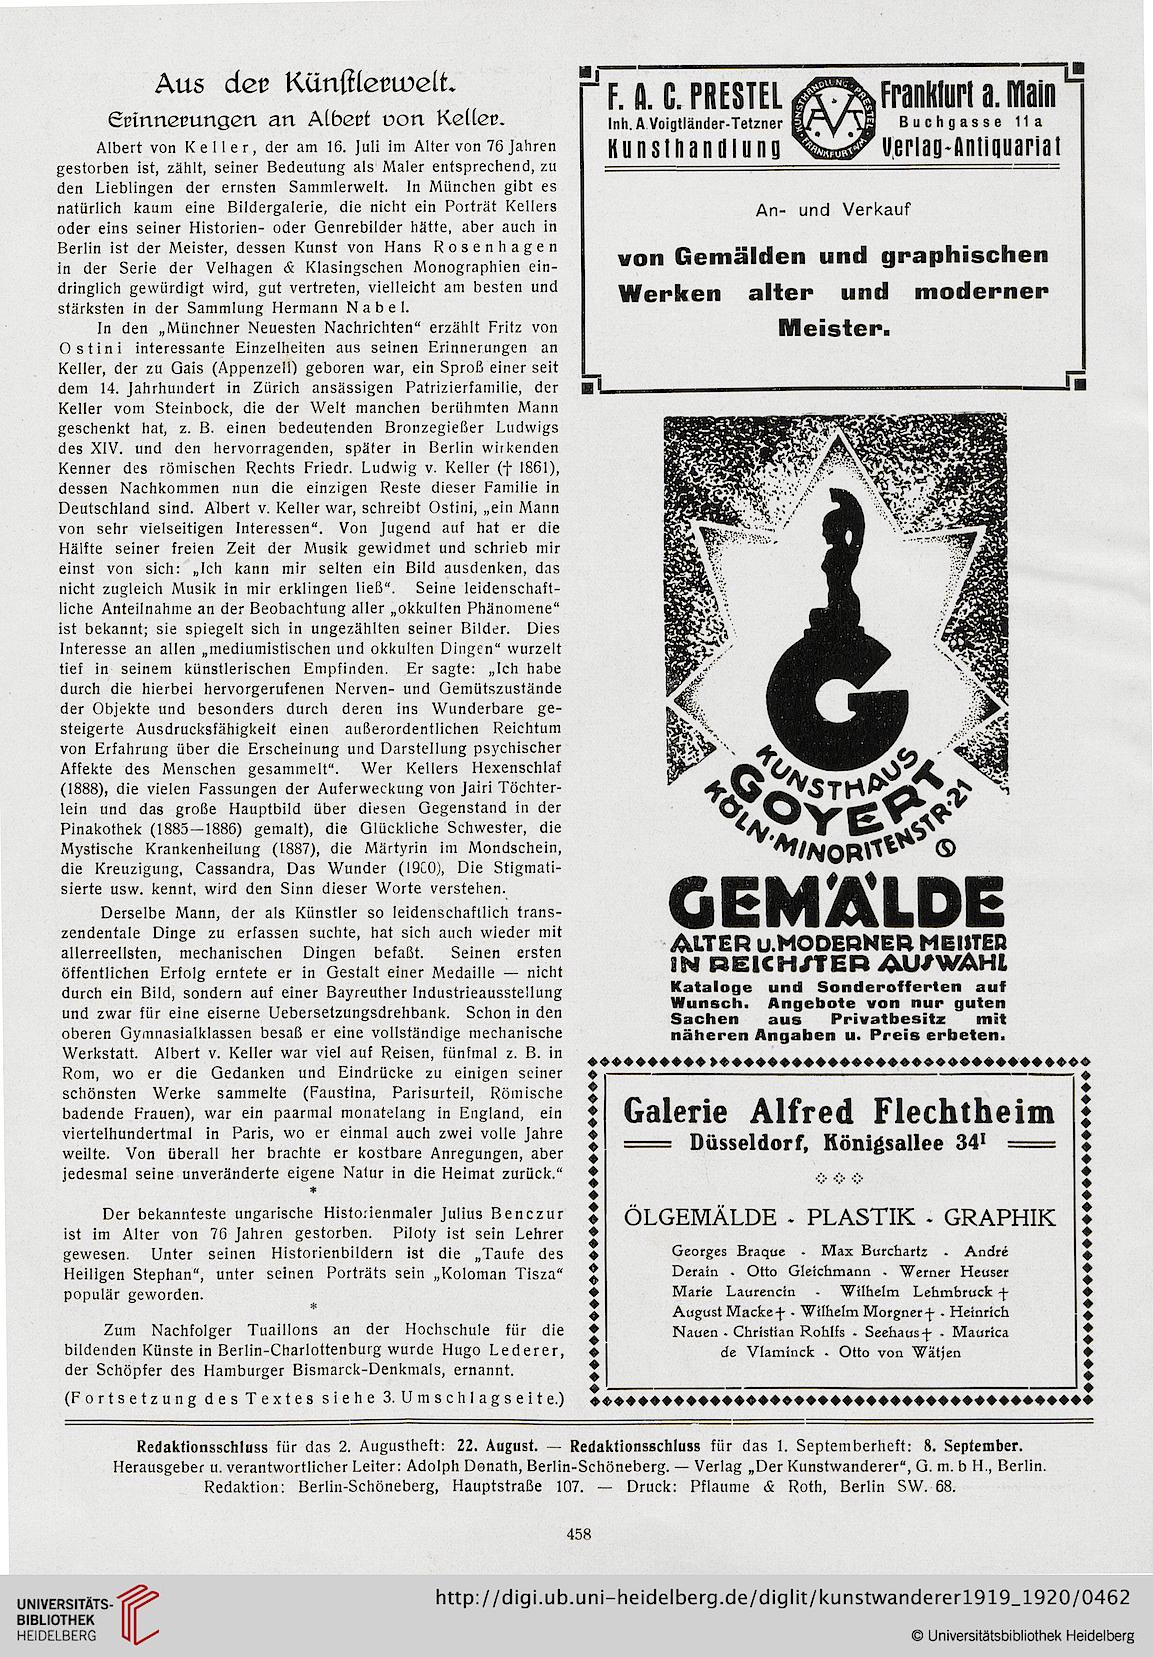 Aus der Künstlerwelt.
Erinnerungen an Albert von Keller.
Albert von Keller, der am 16. Juli im Alter von 76 Jahren
gestorben ist, zählt, seiner Bedeutung als Maler entsprechend, zu
den Lieblingen der ernsten Sammlerwelt. In München gibt es
natürlich kaum eine Bildergalerie, die nicht ein Porträt Kellers
oder eins seiner Historien- oder Genrebilder hätte, aber auch in
Berlin ist der Meister, dessen Kunst von Hans Rosenhagen
in der Serie der Velhagen & Klasingschen Monographien ein-
dringlich gewürdigt wird, gut vertreten, vielleicht am besten und
stärksten in der Sammlung Hermann Nabel.
In den „Münchner Neuesten Nachrichten“ erzählt Fritz von
Ostini interessante Einzelheiten aus seinen Erinnerungen an
Keller, der zu Gais (Appenzell) geboren war, ein Sproß einer seit
dem 14. Jahrhundert in Zürich ansässigen Patrizierfamilie, der
Keller vom Steinbock, die der Welt manchen berühmten Mann
geschenkt hat, z. B. einen bedeutenden Bronzegießer Ludwigs
des XIV. und den hervorragenden, später in Berlin wirkenden
Kenner des römischen Rechts Friedr. Ludwig v. Keller († 1861),
dessen Nachkommen nun die einzigen Reste dieser Familie in
Deutschland sind. Albert v. Keller war, schreibt Ostini, „ein Mann
von sehr vielseitigen Interessen“. Von Jugend auf hat er die
Hälfte seiner freien Zeit der Musik gewidmet und schrieb mir
einst von sich: „Ich kann mir selten ein Bild ausdenken, das
nicht zugleich Musik in mir erklingen ließ“. Seine leidenschaft-
liche Anteilnahme an der Beobachtung aller „okkulten Phänomene“
ist bekannt; sie spiegelt sich in ungezählten seiner Bilder. Dies
Interesse an allen „mediumistischen und okkulten Dingen“ wurzelt
tief in seinem künstlerischen Empfinden. Er sagte: „Ich habe
durch die hierbei hervorgerufenen Nerven- und Gemütszustände
der Objekte und besonders durch deren ins Wunderbare ge-
steigerte Ausdrucksfähigkeit einen außerordentlichen Reichtum
von Erfahrung über die Erscheinung und Darstellung psychischer
Affekte des Menschen gesammelt“. Wer Kellers Hexenschlaf
(1888), die vielen Fassungen der Auferweckung von Jairi Töchter-
lein und das große Hauptbild über diesen Gegenstand in der
Pinakothek (1885—1886) gemalt), die Glückliche Schwester, die
Mystische Krankenheilung (1887), die Märtyrin im Mondschein,
die Kreuzigung, Cassandra, Das Wunder (1900), Die Stigmati-
sierte usw. kennt, wird den Sinn dieser Worte verstehen.
Derselbe Mann, der als Künstler so leidenschaftlich trans-
zendentale Dinge zu erfassen suchte, hat sich auch wieder mit
allerreellsten, mechanischen Dingen befaßt. Seinen ersten
öffentlichen Erfolg erntete er in Gestalt einer Medaille — nicht
durch ein Bild, sondern auf einer Bayreuther Industrieausstellung
und zwar für eine eiserne Uebersetzungsdrehbank. Schon in den
oberen Gymnasialklassen besaß er eine vollständige mechanische
Werkstatt. Albert v. Keller war viel auf Reisen, fünfmal z. B. in
Rom, wo er die Gedanken und Eindrücke zu einigen seiner
schönsten Werke sammelte (Faustina, Parisurteil, Römische
badende Frauen), war ein paarmal monatelang in England, ein
viertelhundertmal in Paris, wo er einmal auch zwei volle Jahre
weilte. Von überall her brachte er kostbare Anregungen, aber
jedesmal seine unveränderte eigene Natur in die Heimat zurück.“
*
Der bekannteste ungarische Historienmaler Julius Benczur
ist im Alter von 76 Jahren gestorben. Piloty ist sein Lehrer
gewesen. Unter seinen Historienbildern ist die „Taufe des
Heiligen Stephan“, unter seinen Porträts sein „Koloman Tisza“
populär geworden.
*
Zum Nachfolger Tuaillons an der Hochschule für die
bildenden Künste in Berlin-Charlottenburg wurde Hugo Lederer,
der Schöpfer des Hamburger Bismarck-Denkmals, ernannt.
(Fortsetzung des Textes siehe 3. Umschlagseite.)
F. A. C. PRESTEL
Inh. A. Voigtländer-Tetzner
Kunsthandlung
KUNSTHANDLUNG PRESTEL FRANKFURT A/M
Frankfurt a. Main
Buchgasse 11a
Verlag-Antiquariat
An- und Verkauf
von Gemälden und graphischen
Werken alter und moderner
Meister.
G
KUNSTHAUS
GOYERT
KÖLN·MINORITENSTR·21
GEMÄLDE
ALTER U. MODERNER MEISTER
IN REICHSTER AUSWAHL
Kataloge und Sonderofferten auf
Wunsch. Angebote von nur guten
Sachen aus Privatbesitz mit
näheren Angaben u. Preis erbeten.
Galerie Alfred Flechtheim
Düsseldorf, Königsallee 34¹
ÖLGEMÄLDE - PLASTIK - GRAPHIK
Georges Braque - Max Burchartz - André
Derain - Otto Gleichmann - Werner Heuser
Marie Laurencin - Wilhelm Lehmbruck †
August Macke † - Wilhelm Morgner † - Heinrich
Nauen - Christian Rohlfs - Seehaus † - Maurica
de Vlaminck - Otto von Wätjen
Redaktionsschluss für das 2. Augustheft: 22. August. — Redaktionsschluss für das 1. Septemberheft: 8. September.
Herausgeber u. verantwortlicher Leiter: Adolph Donath, Berlin-Schöneberg. — Verlag „Der Kunstwanderer“, G. m. b H., Berlin.
Redaktion: Berlin-Schöneberg, Hauptstraße 107. — Druck: Pflaume & Roth, Berlin SW. 68.
458
UNIVERSITÄTS-
BIBLIOTHEK
HEIDELBERG
http://digi.ub.uni-heidelberg.de/diglit/kunstwanderer1919_1920/0462
© Universitätsbibliothek Heidelberg